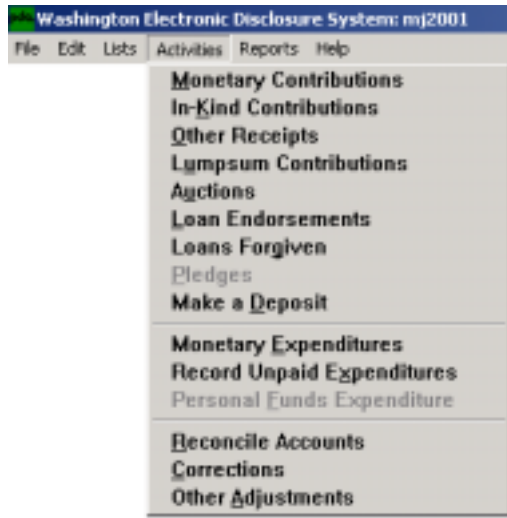 Washington Electronic Disclosure System: mj2001
File Edit Lists Activities Reports Help
Monetary Contributions
In-Kind Contributions
Other Receipts
Lumpsum Contributions
Auctions
Loan Endorsements
Loans Forgiven
Pledges
Make a Deposit
Monetary Expenditures
Record Unpaid Expenditures
Personal Funds Expenditure
Reconcile Accounts
Corrections
Other Adjustments